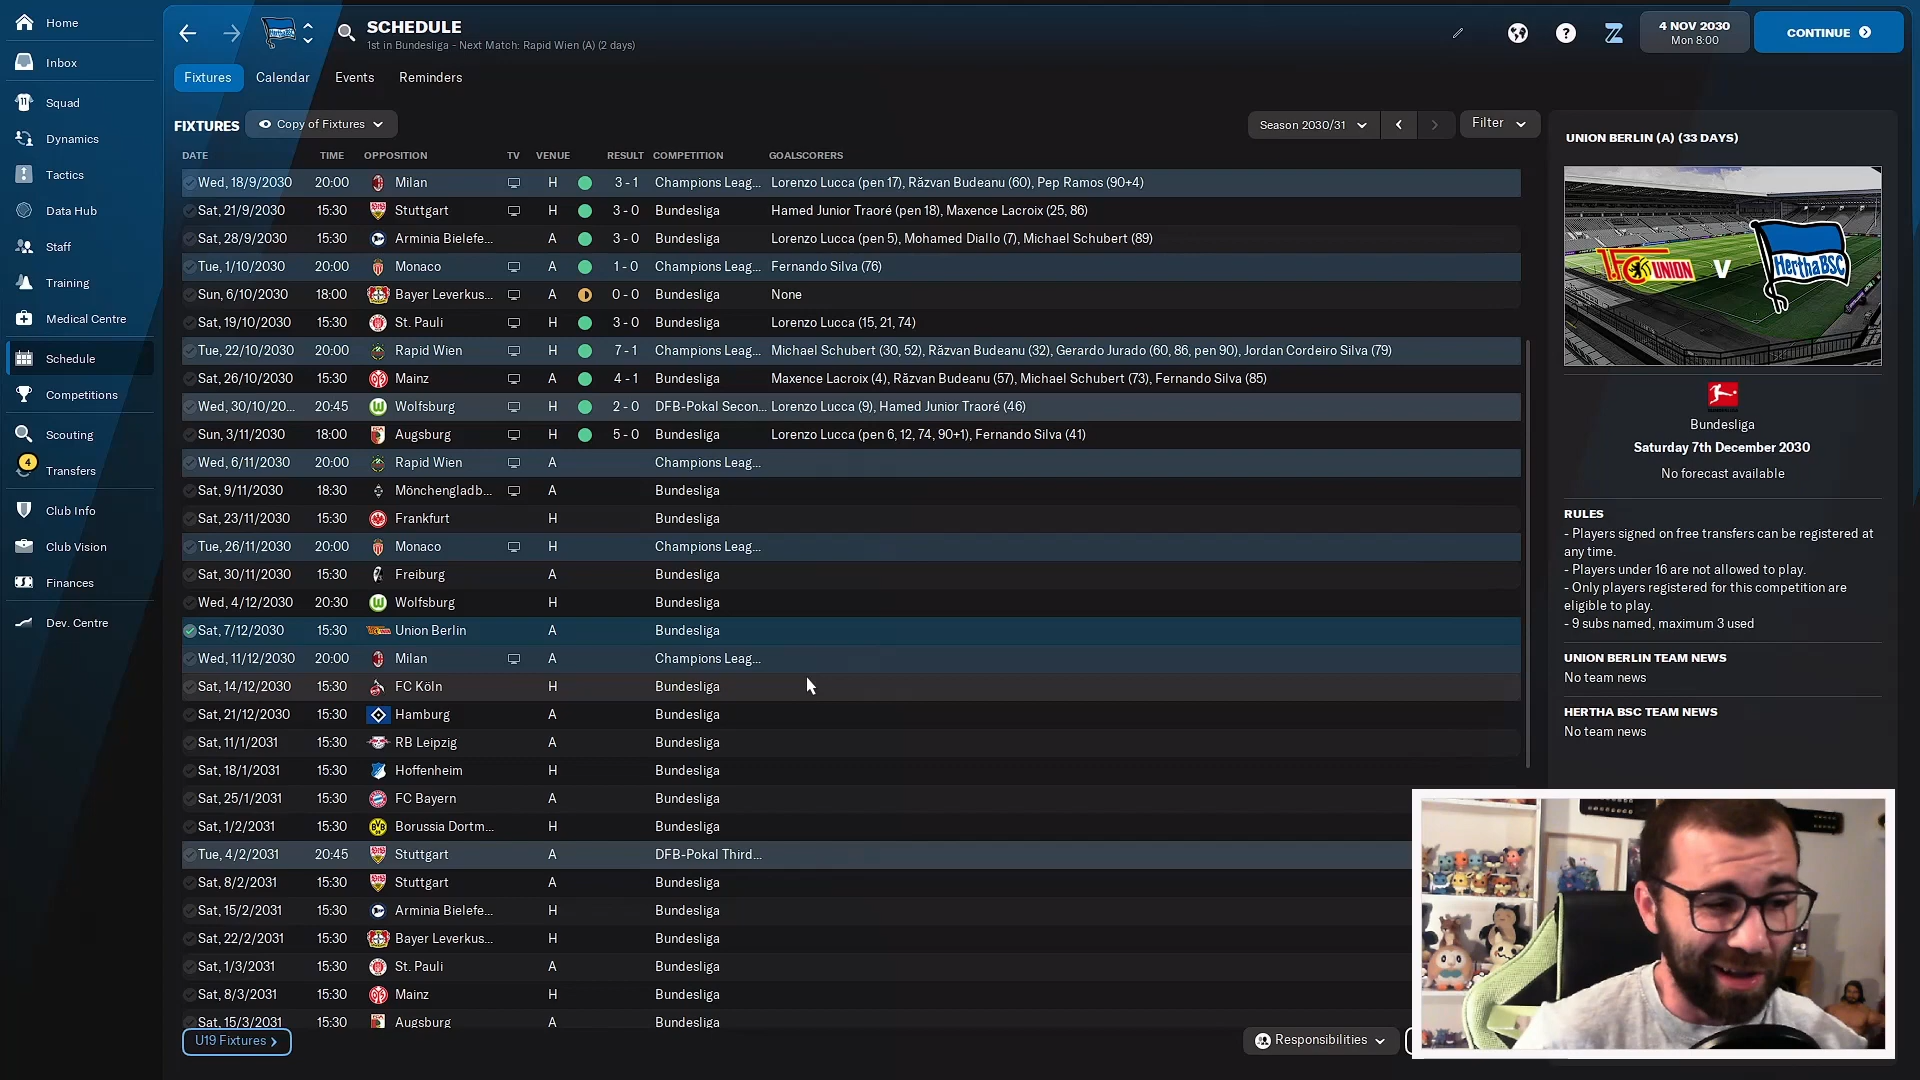 Home
Inbox
Squad
Dynamics
Tactics
Data Hub
Staff
Training
Medical Centre
Schedule
Competitions
Scouting
4
Transfers
Club Info
Club Vision
Finances
Dev. Centre
SCHEDULE
1st in Bundesliga - Next Match: Rapid Wien (A) (2 days)
4 NOV 2030
Mon 8:00
CONTINUE
Fixtures Calendar Events Reminders
FIXTURES Copy of Fixtures Season 2030/31 Filter
DATE TIME OPPOSITION TV VENUE RESULT COMPETITION GOALSCORERS
Wed, 18/9/2030 20:00 Milan H 3 - 1 Champions Leag... Lorenzo Lucca (pen 17), Răzvan Budeanu (60), Pep Ramos (90+4)
Sat, 21/9/2030 15:30 Stuttgart H 3 - 0 Bundesliga Hamed Junior Traoré (pen 18), Maxence Lacroix (25, 86)
Sat, 28/9/2030 15:30 Arminia Bielefe... A 3 - 0 Bundesliga Lorenzo Lucca (pen 5), Mohamed Diallo (7), Michael Schubert (89)
Tue, 1/10/2030 20:00 Monaco A 1 - 0 Champions Leag... Fernando Silva (76)
Sun, 6/10/2030 18:00 Bayer Leverkus... A 0 - 0 Bundesliga None
Sat, 19/10/2030 15:30 St. Pauli H 3 - 0 Bundesliga Lorenzo Lucca (15, 21, 74)
Tue, 22/10/2030 20:00 Rapid Wien H 7 - 1 Champions Leag... Michael Schubert (30, 52), Răzvan Budeanu (32), Gerardo Jurado (60, 86, pen 90), Jordan Cordeiro Silva (79)
Sat, 26/10/2030 15:30 Mainz A 4 - 1 Bundesliga Maxence Lacroix (4), Răzvan Budeanu (57), Michael Schubert (73), Fernando Silva (85)
Wed, 30/10/20... 20:45 Wolfsburg H 2 - 0 DFB-Pokal Secon... Lorenzo Lucca (9), Hamed Junior Traoré (46)
Sun, 3/11/2030 18:00 Augsburg H 5 - 0 Bundesliga Lorenzo Lucca (pen 6, 12, 74, 90+1), Fernando Silva (41)
Wed, 6/11/2030 20:00 Rapid Wien A Champions Leag...
Sat, 9/11/2030 18:30 Mönchengladb... A Bundesliga
Sat, 23/11/2030 15:30 Frankfurt H Bundesliga
Tue, 26/11/2030 20:00 Monaco H Champions Leag...
Sat, 30/11/2030 15:30 Freiburg A Bundesliga
Wed, 4/12/2030 20:30 Wolfsburg H Bundesliga
Sat, 7/12/2030 15:30 Union Berlin A Bundesliga
Wed, 11/12/2030 20:00 Milan A Champions Leag...
Sat, 14/12/2030 15:30 FC Köln H Bundesliga
Sat, 21/12/2030 15:30 Hamburg A Bundesliga
Sat, 11/1/2031 15:30 RB Leipzig A Bundesliga
Sat, 18/1/2031 15:30 Hoffenheim H Bundesliga
Sat, 25/1/2031 15:30 FC Bayern A Bundesliga
Sat, 1/2/2031 15:30 Borussia Dortm... H Bundesliga
Tue, 4/2/2031 20:45 Stuttgart A DFB-Pokal Third...
Sat, 8/2/2031 15:30 Stuttgart A Bundesliga
Sat, 15/2/2031 15:30 Arminia Bielefe... H Bundesliga
Sat, 22/2/2031 15:30 Bayer Leverkus... H Bundesliga
Sat, 1/3/2031 15:30 St. Pauli A Bundesliga
Sat, 8/3/2031 15:30 Mainz H Bundesliga
Sat, 15/3/2031 15:30 Augsburg A Bundesliga
U19 Fixtures
Responsibilities
UNION BERLIN (A) (33 DAYS)
UNION V Hertha BSC
Bundesliga
Saturday 7th December 2030
No forecast available
RULES
- Players signed on free transfers can be registered at
any time.
- Players under 16 are not allowed to play.
- Only players registered for this competition are
eligible to play.
- 9 subs named, maximum 3 used
UNION BERLIN TEAM NEWS
No team news
HERTHA BSC TEAM NEWS
No team news